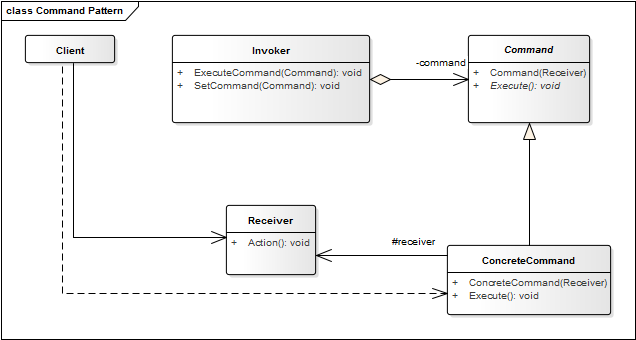 class Command Pattern
Client
Invoker
+ ExecuteCommand(Command): void
+ SetCommand(Command): void
-command
Command
+ Command(Receiver)
+ Execute(): void
Receiver
+ Action(): void
#receiver
ConcreteCommand
+ ConcreteCommand(Receiver)
+ Execute(): void